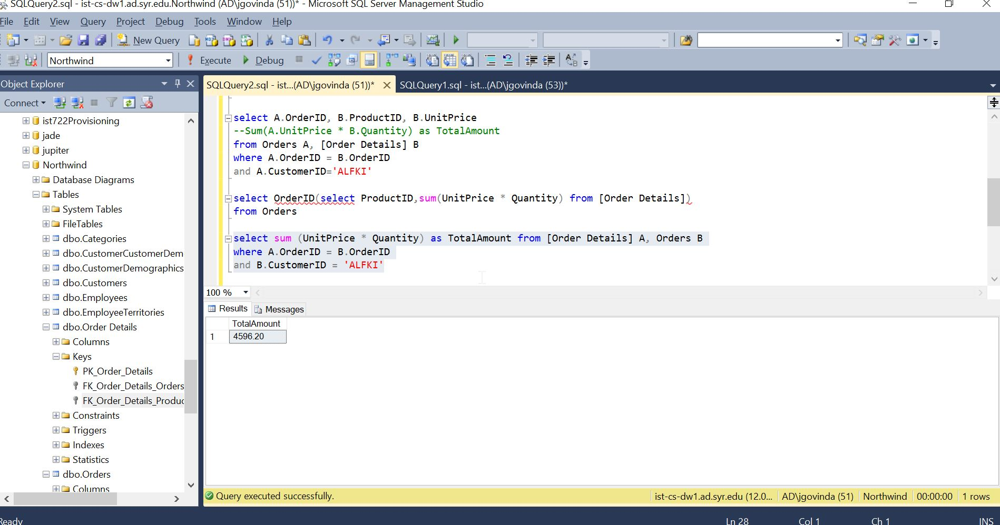 SQLQuery2.sql - ist-cs-dw1.ad.syr.edu.Northwind (AD\jgovinda (51))* - Microsoft SQL Server Management Studio
File Edit View Query Project Debug Tools Window Help
New Query
Northwind Execute Debug
Object Explorer
Connect
ist722Provisioning
jade
jupiter
Northwind
Database Diagrams
Tables
System Tables
FileTables
dbo.Categories
dbo.CustomerCustomerDem
dbo.CustomerDemographics
dbo.Customers
dbo.Employees
dbo.EmployeeTerritories
dbo.Order Details
Columns
Keys
PK_Order_Details
FK_Order_Details_Orders
FK_Order_Details_Produc
Constraints
Triggers
Indexes
Statistics
dbo.Orders
Columns
SQLQuery2.sql - ist...(AD\jgovinda (51))* SQLQuery1.sql - ist...(AD\jgovinda (53))*
select A.OrderID, B.ProductID, B.UnitPrice
--Sum(A.UnitPrice * B.Quantity) as TotalAmount
from Orders A, [Order Details] B
where A.OrderID = B.OrderID
and A.CustomerID='ALFKI'
select OrderID(select ProductID,sum(UnitPrice * Quantity) from [Order Details])
from Orders
select sum (UnitPrice * Quantity) as TotalAmount from [Order Details] A, Orders B
where A.OrderID = B.OrderID
and B.CustomerID = 'ALFKI'
100 %
Results Messages
TotalAmount
1 4596.20
Query executed successfully. ist-cs-dw1.ad.syr.edu (12.0... AD\jgovinda (51) Northwind 00:00:00 1 rows
Ready Ln 28 Col 1 Ch 1 INS